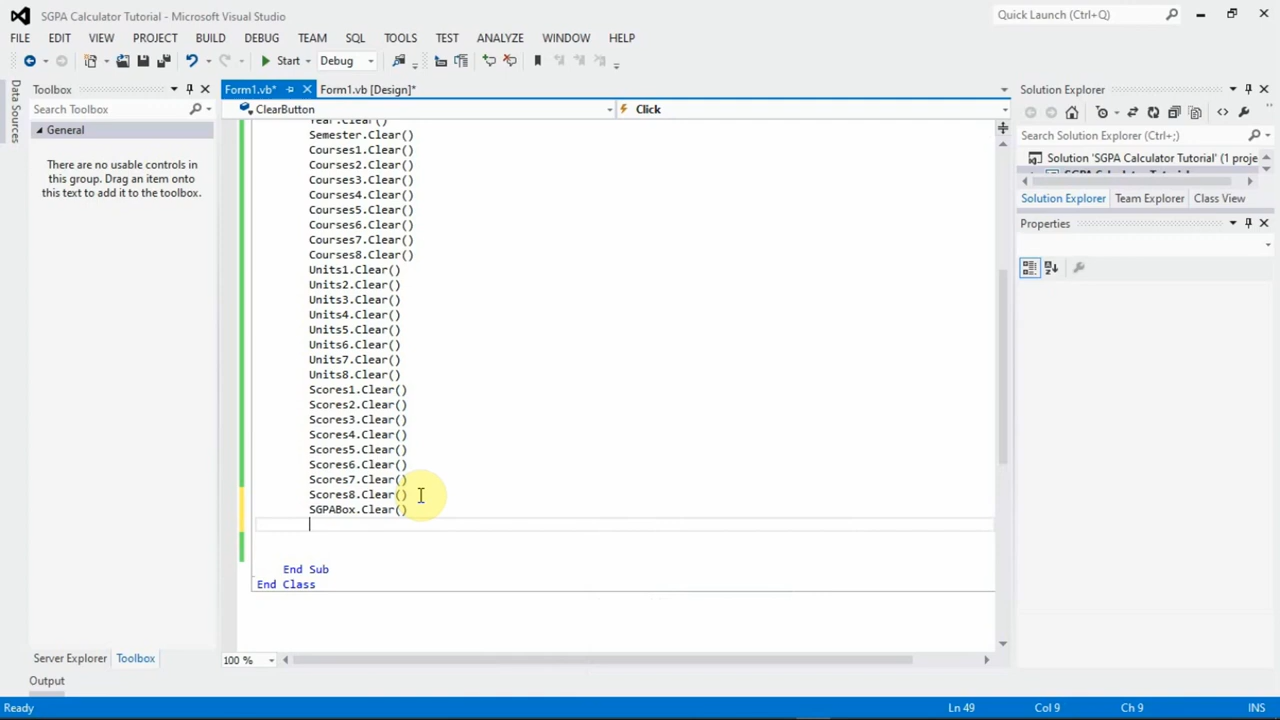 SGPA Calculator Tutorial - Microsoft Visual Studio
Quick Launch (Ctrl+Q)
FILE EDIT VIEW PROJECT BUILD DEBUG TEAM SQL TOOLS TEST ANALYZE WINDOW HELP
Start Debug
Data Sources
Toolbox
Search Toolbox
General
There are no usable controls in
this group. Drag an item onto
this text to add it to the toolbox.
Server Explorer Toolbox
Form1.vb* Form1.vb [Design]*
ClearButton Click
Year.Clear()
Semester.Clear()
Courses1.Clear()
Courses2.Clear()
Courses3.Clear()
Courses4.Clear()
Courses5.Clear()
Courses6.Clear()
Courses7.Clear()
Courses8.Clear()
Units1.Clear()
Units2.Clear()
Units3.Clear()
Units4.Clear()
Units5.Clear()
Units6.Clear()
Units7.Clear()
Units8.Clear()
Scores1.Clear()
Scores2.Clear()
Scores3.Clear()
Scores4.Clear()
Scores5.Clear()
Scores6.Clear()
Scores7.Clear()
Scores8.Clear()
SGPABox.Clear()
End Sub
End Class
100 %
Solution Explorer
Search Solution Explorer (Ctrl+;)
Solution 'SGPA Calculator Tutorial' (1 proje
SGPA Calculator Tutorial
Solution Explorer Team Explorer Class View
Properties
Output
Ready Ln 49 Col 9 Ch 9 INS